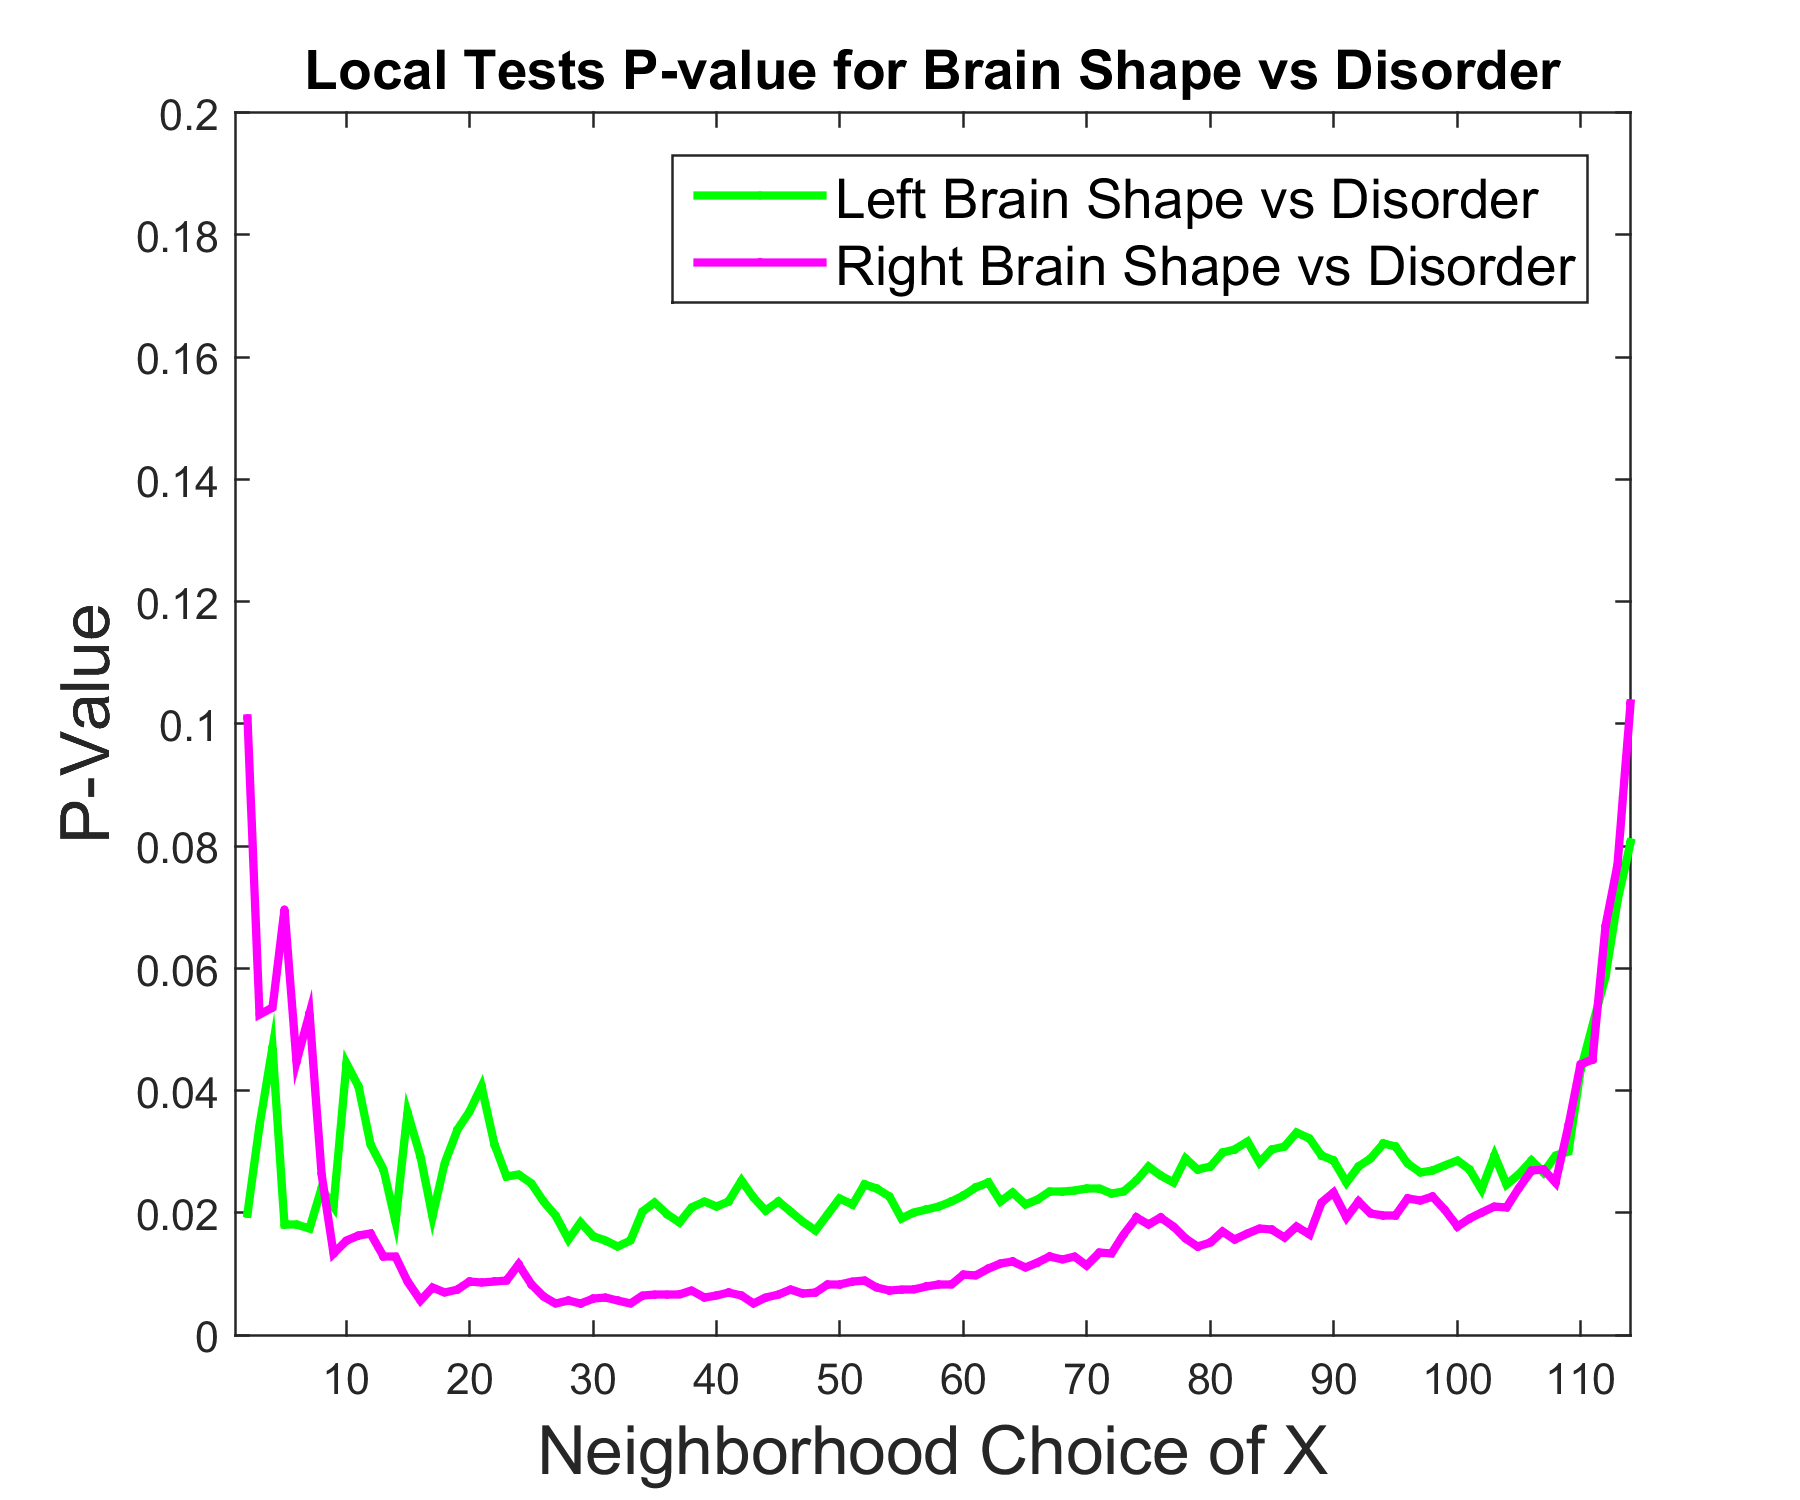 Local Tests P-value for Brain Shape vs Disorder
Left Brain Shape vs Disorder
Right Brain Shape vs Disorder
P-Value
0.2
0.18
0.16
0.14
0.12
0.1
0.08
0.06
0.04
0.02
0
10 20 30 40 50 60 70 80 90 100 110
Neighborhood Choice of X